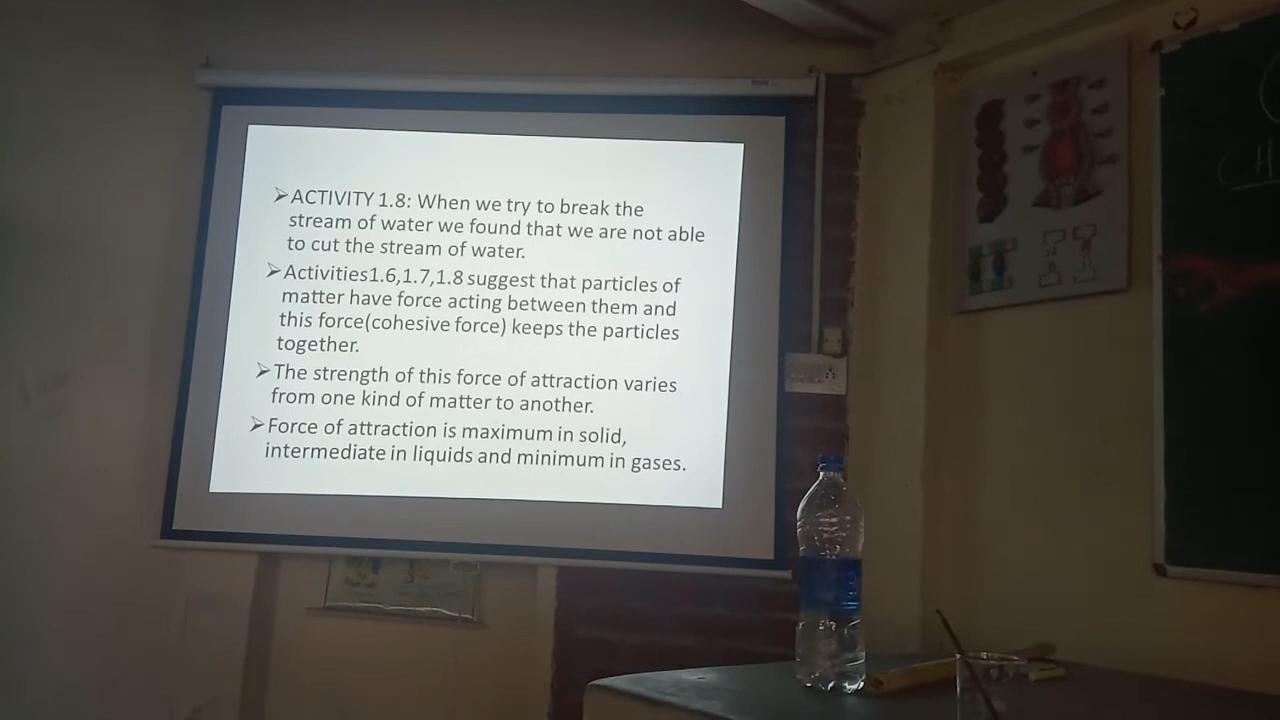 ➢ACTIVITY 1.8: When we try to break the
stream of water we found that we are not able
to cut the stream of water.
➢Activities1.6,1.7,1.8 suggest that particles of
matter have force acting between them and
this force(cohesive force) keeps the particles
together.
➢The strength of this force of attraction varies
from one kind of matter to another.
➢Force of attraction is maximum in solid,
intermediate in liquids and minimum in gases.